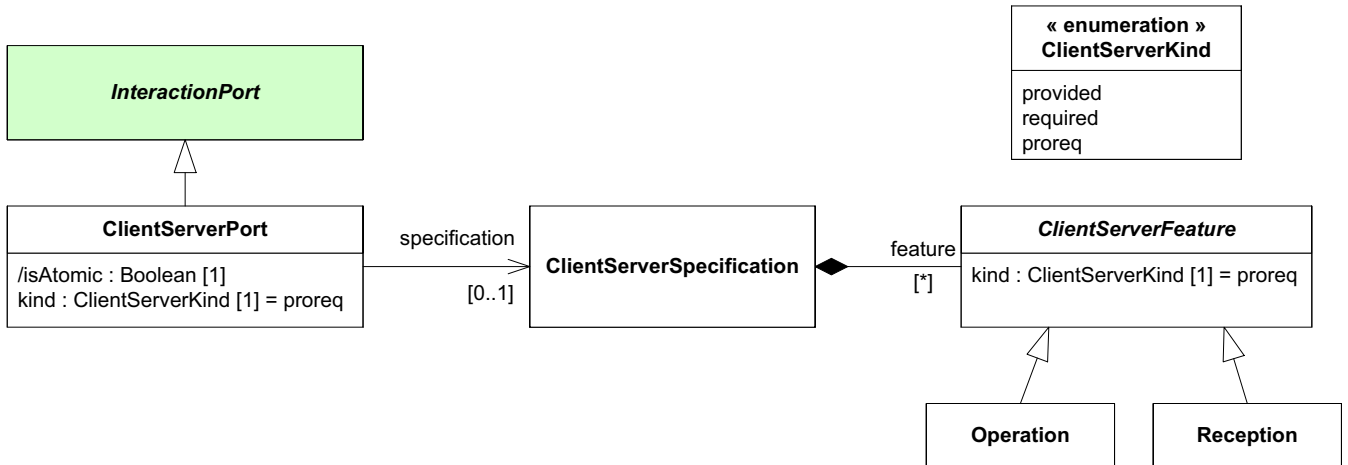 « enumeration »
ClientServerKind
provided
required
proreq
InteractionPort
ClientServerPort
/isAtomic : Boolean [1]
kind : ClientServerKind [1] = proreq
specification
[0..1]
ClientServerSpecification
feature
[*]
ClientServerFeature
kind : ClientServerKind [1] = proreq
Operation
Reception